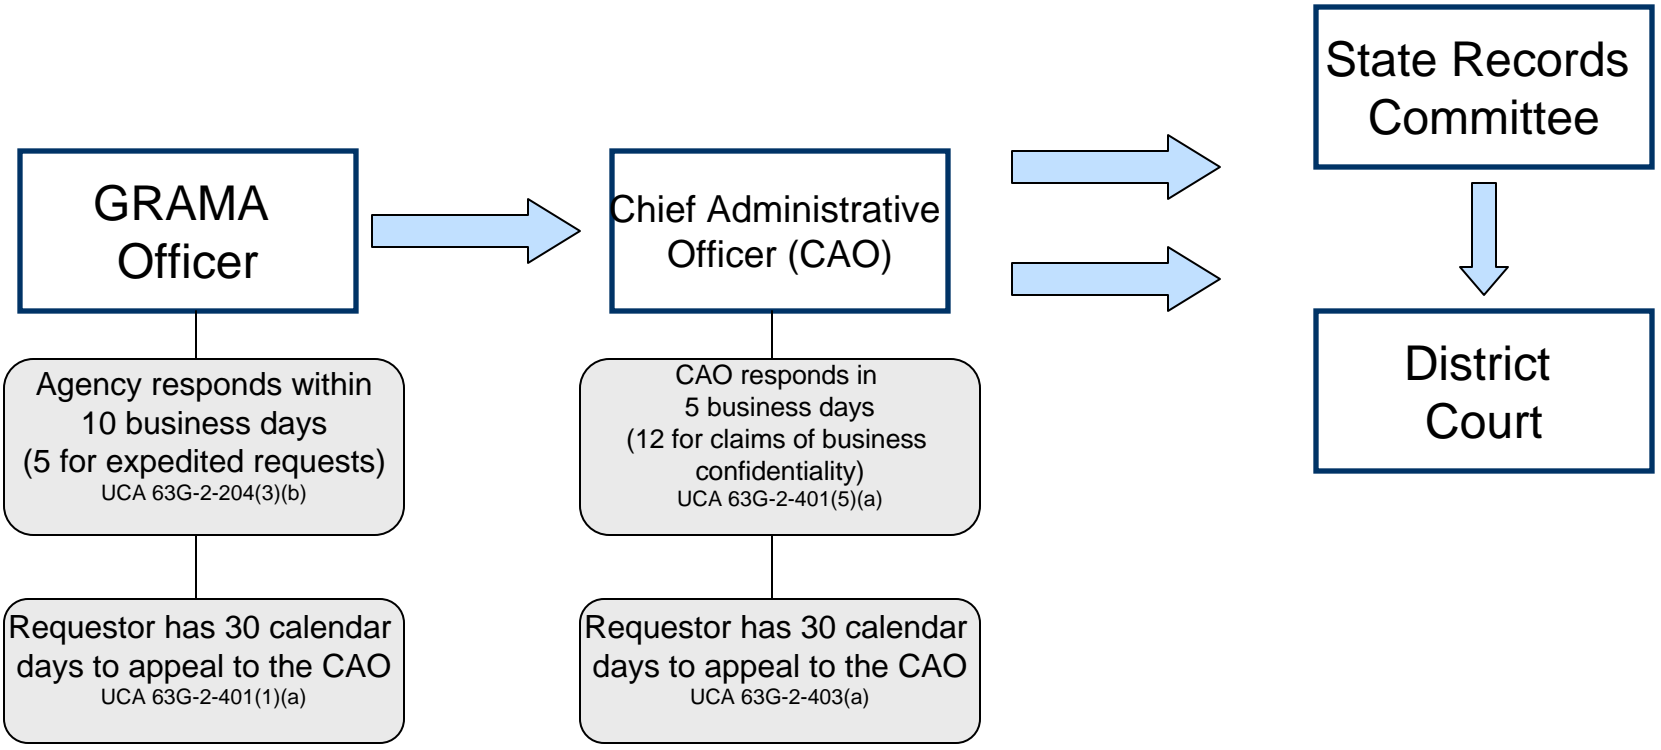 GRAMA
Officer
Agency responds within
10 business days
(5 for expedited requests)
UCA 63G-2-204(3)(b)
Requestor has 30 calendar
days to appeal to the CAO
UCA 63G-2-401(1)(a)
Chief Administrative
Officer (CAO)
CAO responds in
5 business days
(12 for claims of business
confidentiality)
UCA 63G-2-401(5)(a)
Requestor has 30 calendar
days to appeal to the CAO
UCA 63G-2-403(a)
State Records
Committee
District
Court